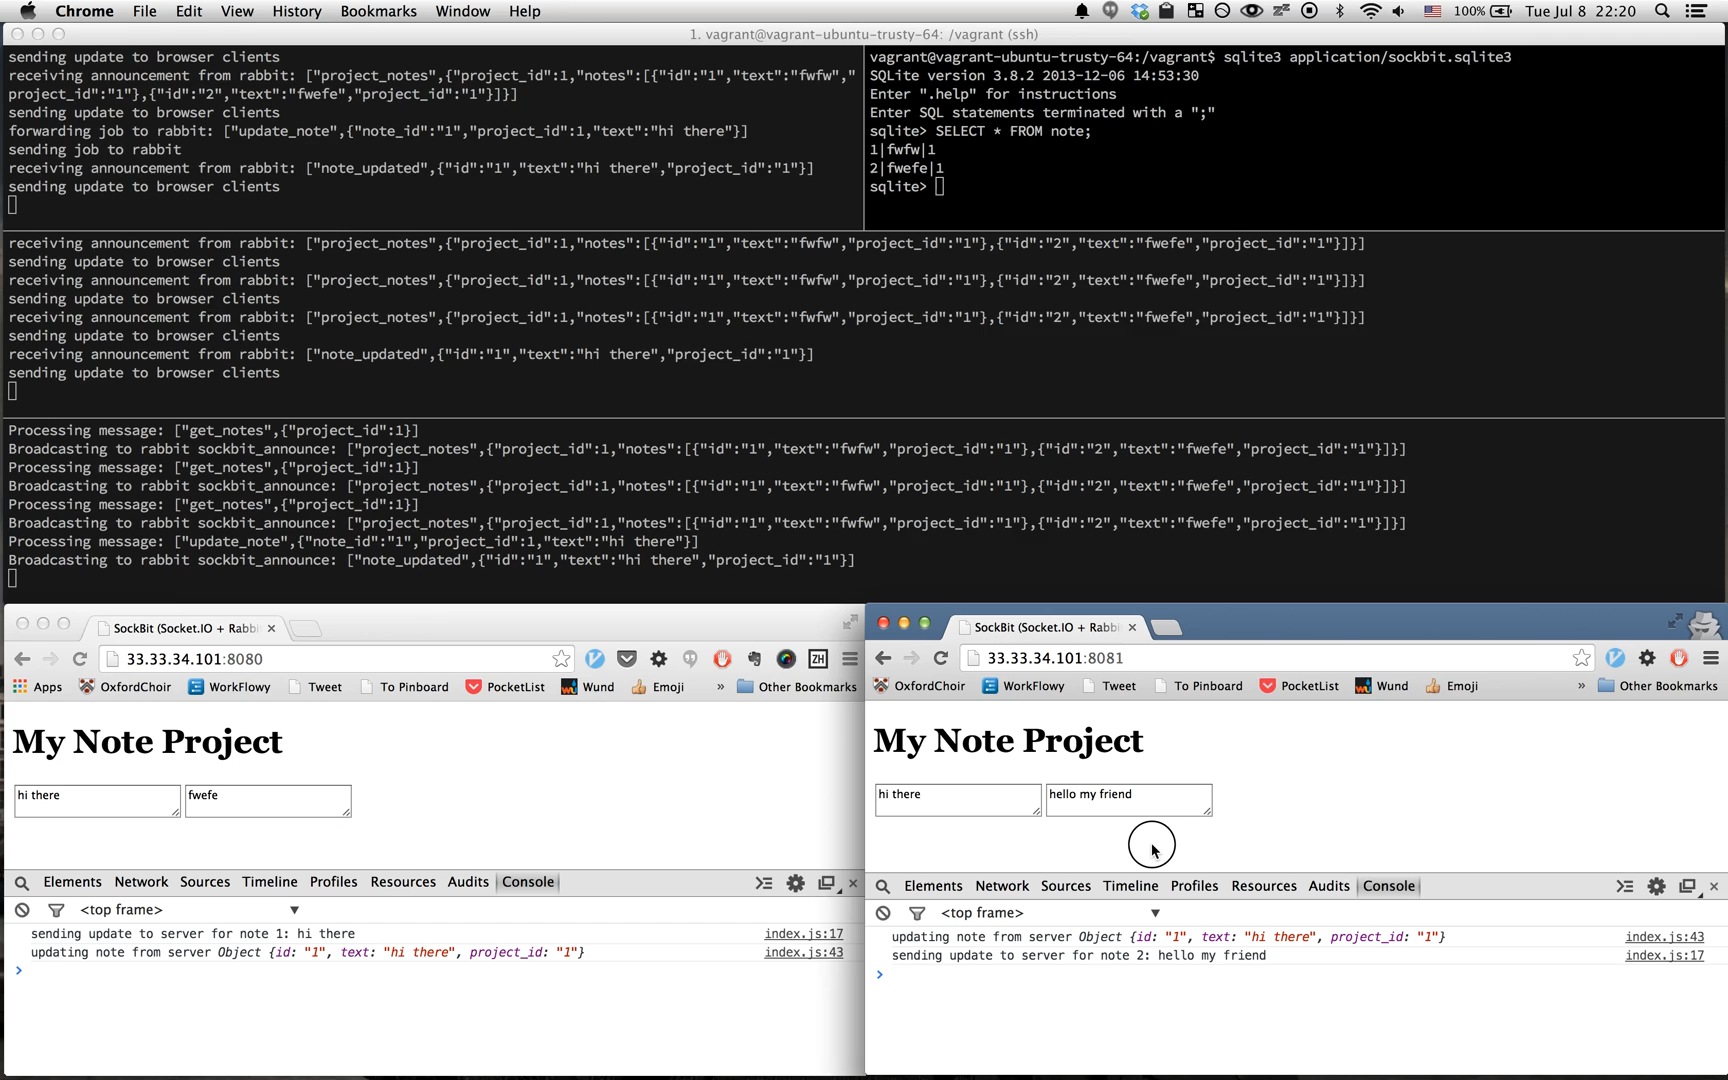 Chrome File Edit View History Bookmarks Window Help 100% Tue Jul 8 22:20
1. vagrant@vagrant-ubuntu-trusty-64: /vagrant (ssh)
sending update to browser clients
receiving announcement from rabbit: ["project_notes",{"project_id":1,"notes":[{"id":"1","text":"fwfw","
project_id":"1"},{"id":"2","text":"fwefe","project_id":"1"}]}]
sending update to browser clients
forwarding job to rabbit: ["update_note",{"note_id":"1","project_id":1,"text":"hi there"}]
sending job to rabbit
receiving announcement from rabbit: ["note_updated",{"id":"1","text":"hi there","project_id":"1"}]
sending update to browser clients
vagrant@vagrant-ubuntu-trusty-64:/vagrant$ sqlite3 application/sockbit.sqlite3
SQLite version 3.8.2 2013-12-06 14:53:30
Enter ".help" for instructions
Enter SQL statements terminated with a ";"
sqlite> SELECT * FROM note;
1|fwfw|1
2|fwefe|1
sqlite>
receiving announcement from rabbit: ["project_notes",{"project_id":1,"notes":[{"id":"1","text":"fwfw","project_id":"1"},{"id":"2","text":"fwefe","project_id":"1"}]}]
sending update to browser clients
receiving announcement from rabbit: ["project_notes",{"project_id":1,"notes":[{"id":"1","text":"fwfw","project_id":"1"},{"id":"2","text":"fwefe","project_id":"1"}]}]
sending update to browser clients
receiving announcement from rabbit: ["project_notes",{"project_id":1,"notes":[{"id":"1","text":"fwfw","project_id":"1"},{"id":"2","text":"fwefe","project_id":"1"}]}]
sending update to browser clients
receiving announcement from rabbit: ["note_updated",{"id":"1","text":"hi there","project_id":"1"}]
sending update to browser clients
Processing message: ["get_notes",{"project_id":1}]
Broadcasting to rabbit sockbit_announce: ["project_notes",{"project_id":1,"notes":[{"id":"1","text":"fwfw","project_id":"1"},{"id":"2","text":"fwefe","project_id":"1"}]}]
Processing message: ["get_notes",{"project_id":1}]
Broadcasting to rabbit sockbit_announce: ["project_notes",{"project_id":1,"notes":[{"id":"1","text":"fwfw","project_id":"1"},{"id":"2","text":"fwefe","project_id":"1"}]}]
Processing message: ["get_notes",{"project_id":1}]
Broadcasting to rabbit sockbit_announce: ["project_notes",{"project_id":1,"notes":[{"id":"1","text":"fwfw","project_id":"1"},{"id":"2","text":"fwefe","project_id":"1"}]}]
Processing message: ["update_note",{"note_id":"1","project_id":1,"text":"hi there"}]
Broadcasting to rabbit sockbit_announce: ["note_updated",{"id":"1","text":"hi there","project_id":"1"}]
SockBit (Socket.IO + Rabbi
33.33.34.101:8080 ZH
Apps OxfordChoir WorkFlowy Tweet To Pinboard PocketList Wund Emoji » Other Bookmarks
My Note Project
hi there fwefe
Elements Network Sources Timeline Profiles Resources Audits Console
<top frame>
sending update to server for note 1: hi there index.js:17
updating note from server Object {id: "1", text: "hi there", project_id: "1"} index.js:43
>
SockBit (Socket.IO + Rabbi
33.33.34.101:8081
OxfordChoir WorkFlowy Tweet To Pinboard PocketList Wund Emoji » Other Bookmarks
My Note Project
hi there hello my friend
Elements Network Sources Timeline Profiles Resources Audits Console
<top frame>
updating note from server Object {id: "1", text: "hi there", project_id: "1"} index.js:43
sending update to server for note 2: hello my friend index.js:17
>